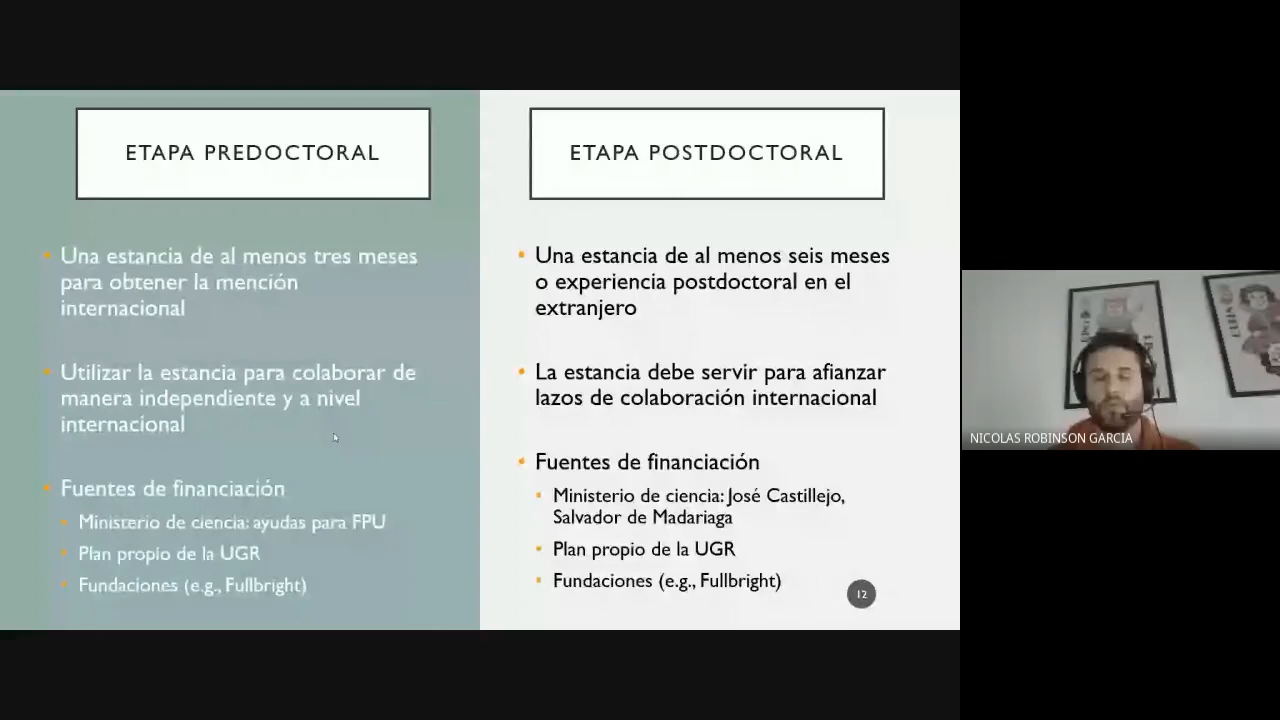 ETAPA PREDOCTORAL
Una estancia de al menos tres meses
para obtener la mención
internacional
Utilizar la estancia para colaborar de
manera independiente y a nivel
internacional
Fuentes de financiación
Ministerio de ciencia: ayudas para FPU
Plan propio de la UGR
Fundaciones (e.g., Fullbright)
ETAPA POSTDOCTORAL
Una estancia de al menos seis meses
o experiencia postdoctoral en el
extranjero
La estancia debe servir para afianzar
lazos de colaboración internacional
Fuentes de financiación
Ministerio de ciencia: José Castillejo,
Salvador de Madariaga
Plan propio de la UGR
Fundaciones (e.g., Fullbright)
12
NICOLAS ROBINSON GARCIA